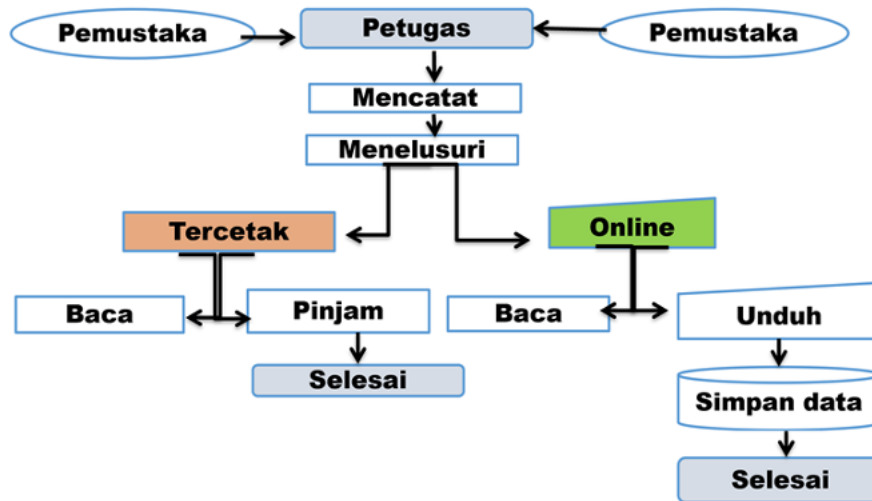 Pemustaka
Petugas
Pemustaka
Mencatat
Menelusuri
Tercetak
Online
Baca
Pinjam
Baca
Unduh
Selesai
Simpan data
Selesai